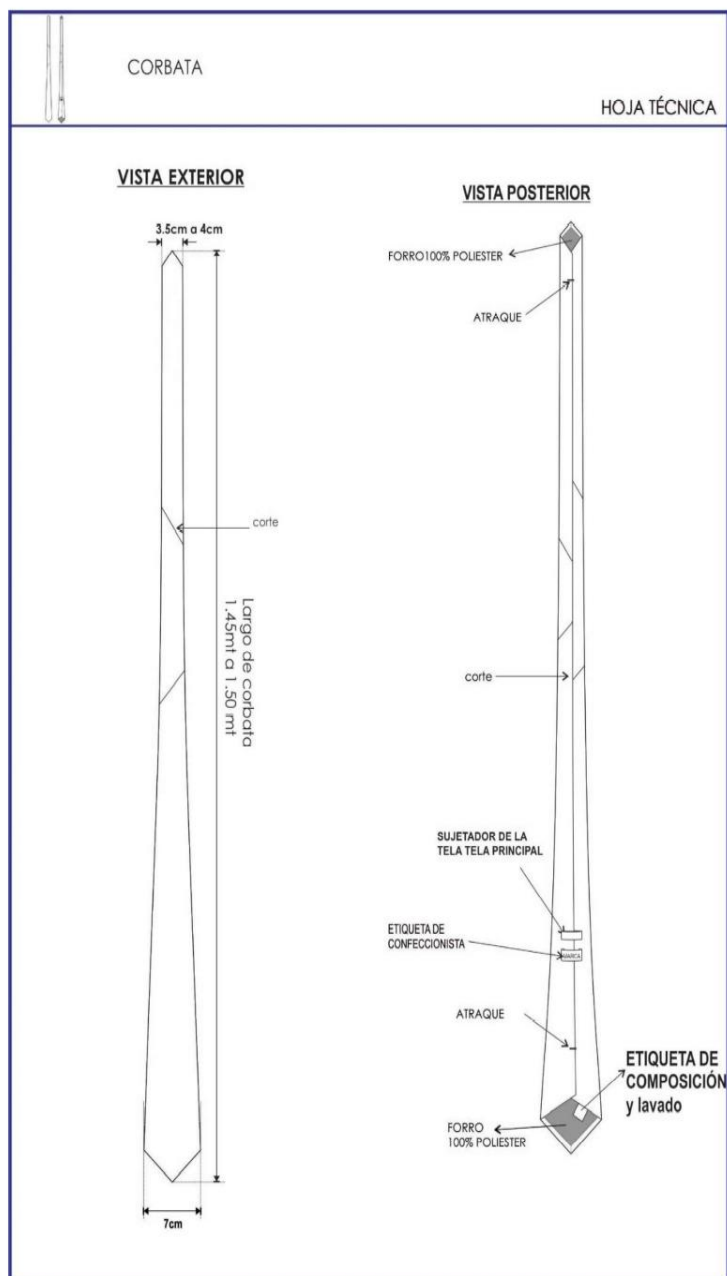 CORBATA
HOJA TÉCNICA
VISTA EXTERIOR
3.5cm a 4cm
corte
Largo de corbata
1.45mt a 1.50 mt
7cm
VISTA POSTERIOR
FORRO100% POLIESTER
ATRAQUE
corte
SUJETADOR DE LA
TELA TELA PRINCIPAL
ETIQUETA DE
CONFECCIONISTA
MARCA
ATRAQUE
ETIQUETA DE
COMPOSICIÓN
y lavado
FORRO
100% POLIESTER